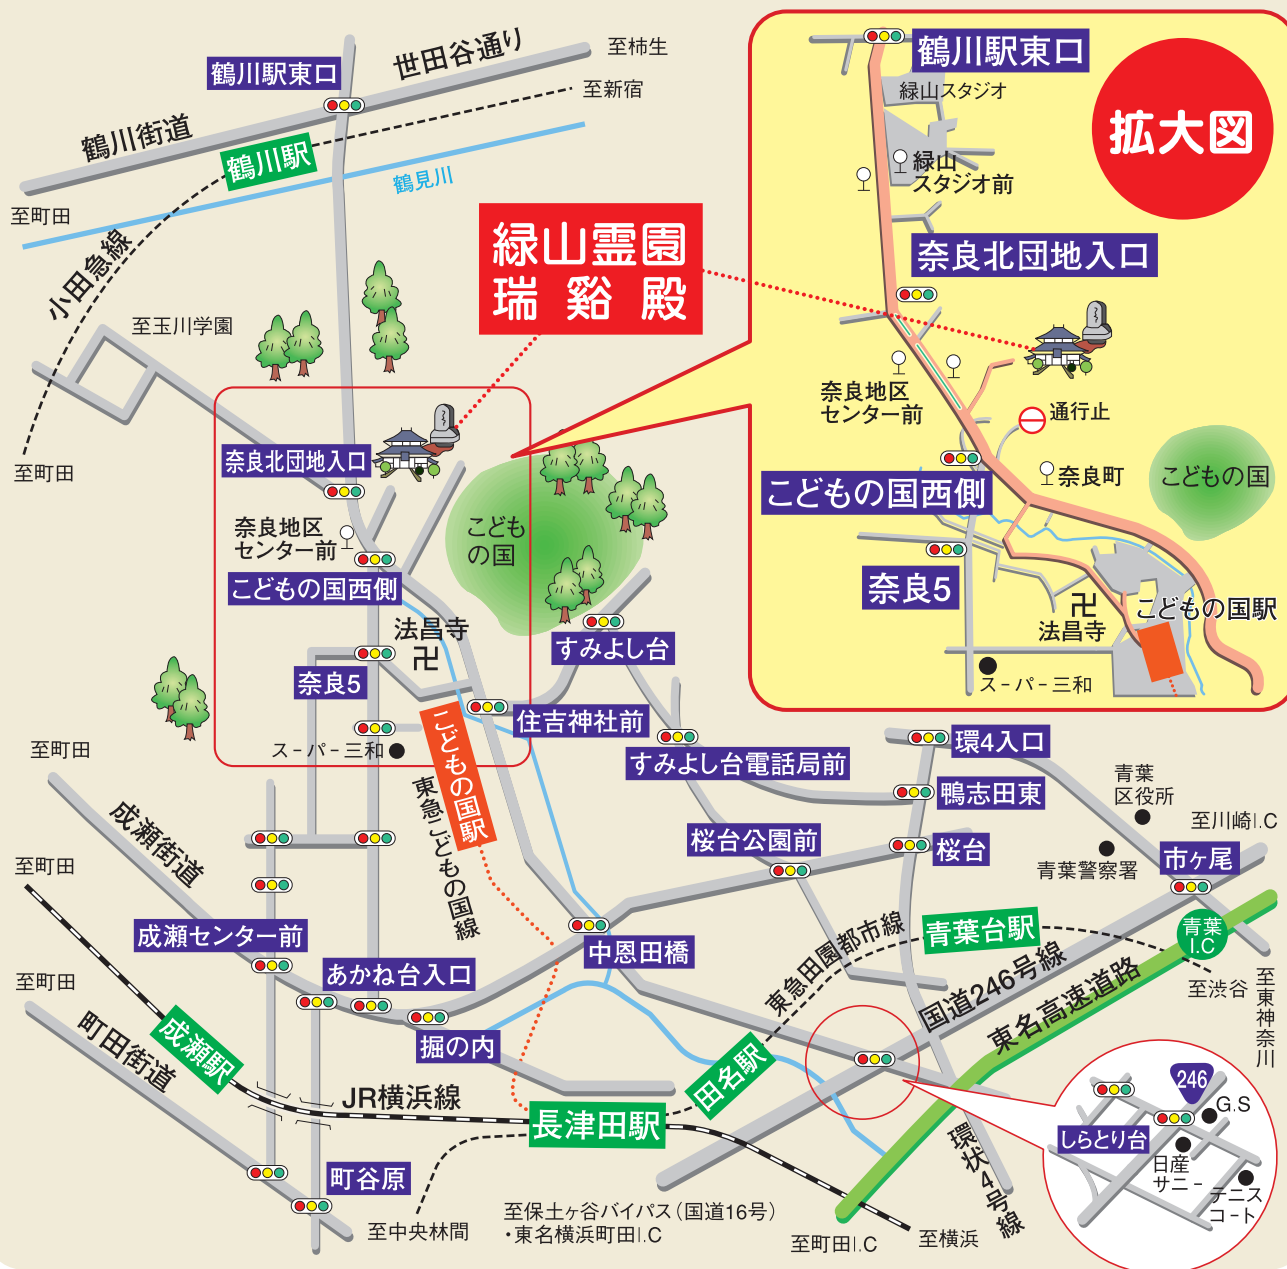 世田谷通り
至柿生
鶴川駅東口
至新宿
鶴川街道
鶴川駅
鶴見川
至町田
小田急線
至玉川学園
至町田
緑山霊園
瑞谿殿
拡大図
鶴川駅東口
緑山スタジオ
緑山
スタジオ前
奈良北団地入口
奈良地区
センター前
通行止
こどもの国西側
奈良町
こどもの国
奈良5
こどもの国駅
卍
法昌寺
スーパー三和
奈良北団地入口
奈良地区
センター前
こどもの国西側
こども
の国
法昌寺
卍
すみよし台
奈良5
住吉神社前
こどもの国駅
スーパー三和
東急こどもの国線
すみよし台電話局前
環4入口
鴨志田東
青葉
区役所
至川崎I.C
桜台公園前
桜台
青葉警察署
市ヶ尾
至町田
成瀬街道
至町田
成瀬センター前
あかね台入口
中恩田橋
東急田園都市線
青葉台駅
青葉
I.C
至渋谷
至東神奈川
国道246号線
東名高速道路
至町田
町田街道
成瀬駅
掘の内
JR横浜線
長津田駅
田名駅
町谷原
至中央林間
至保土ヶ谷バイパス(国道16号)
・東名横浜町田I.C
至町田I.C
至横浜
環状4号線
246
G.S
しらとり台
日産
サニー
テニス
コート